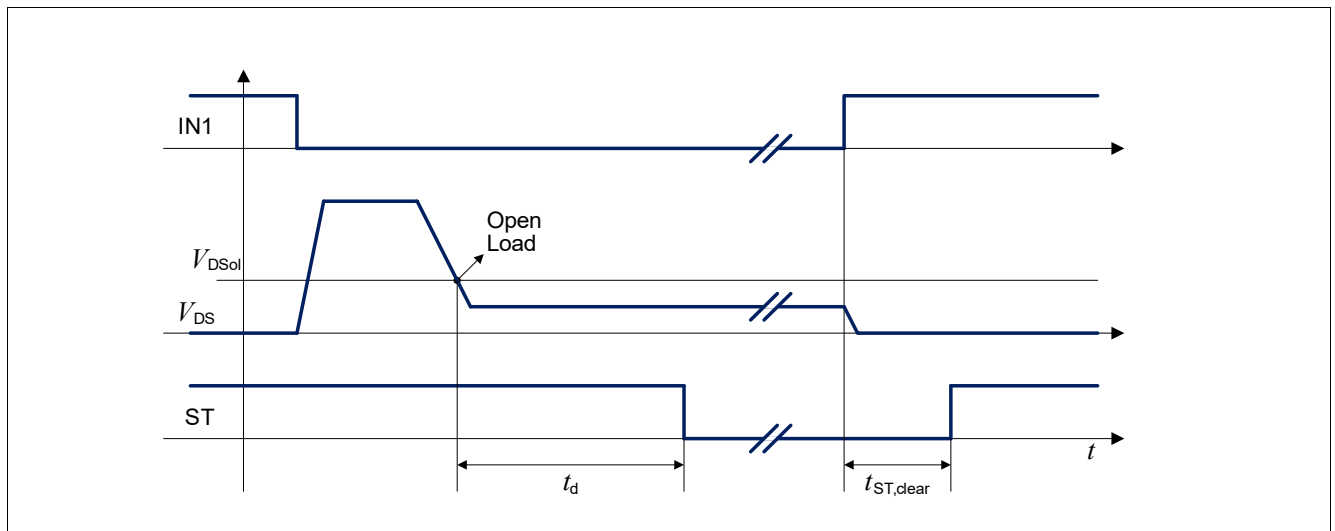 IN1
Open
Load
VDSol
VDS
ST
t
td
tST,clear